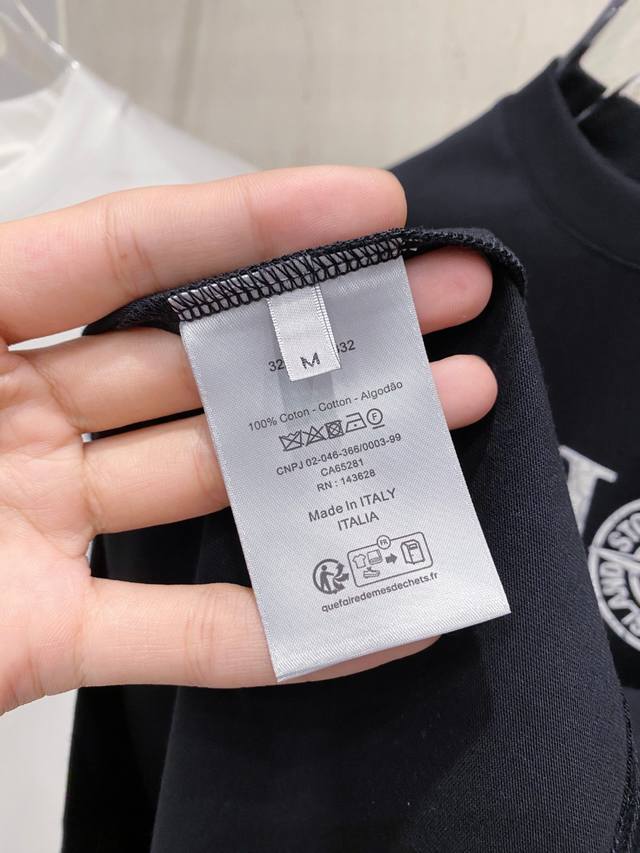 M
32
32
100% Coton - Cotton - Algodão
F
CNPJ 02-046-366/0003-99
CA65281
RN : 143628
Made in ITALY
ITALIA
FR
quefairedemesdechets.fr